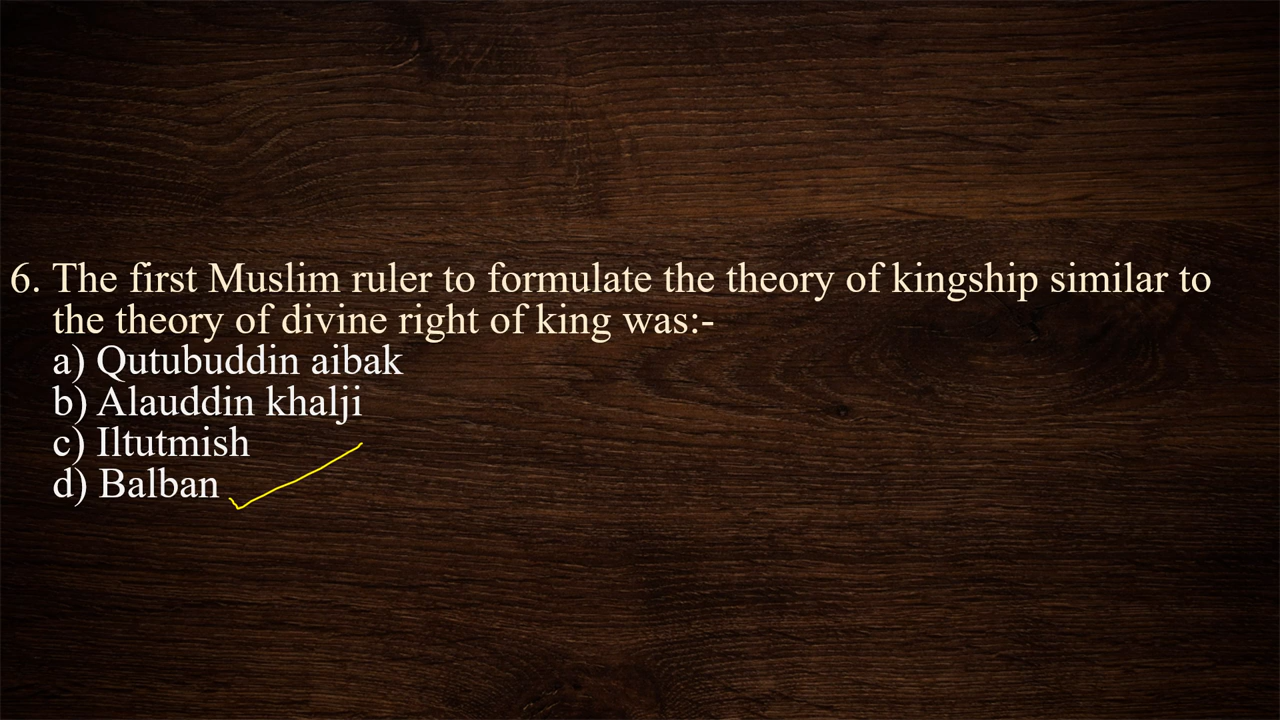 6. The first Muslim ruler to formulate the theory of kingship similar to
the theory of divine right of king was:-
a) Qutubuddin aibak
b) Alauddin khalji
c) Iltutmish
d) Balban